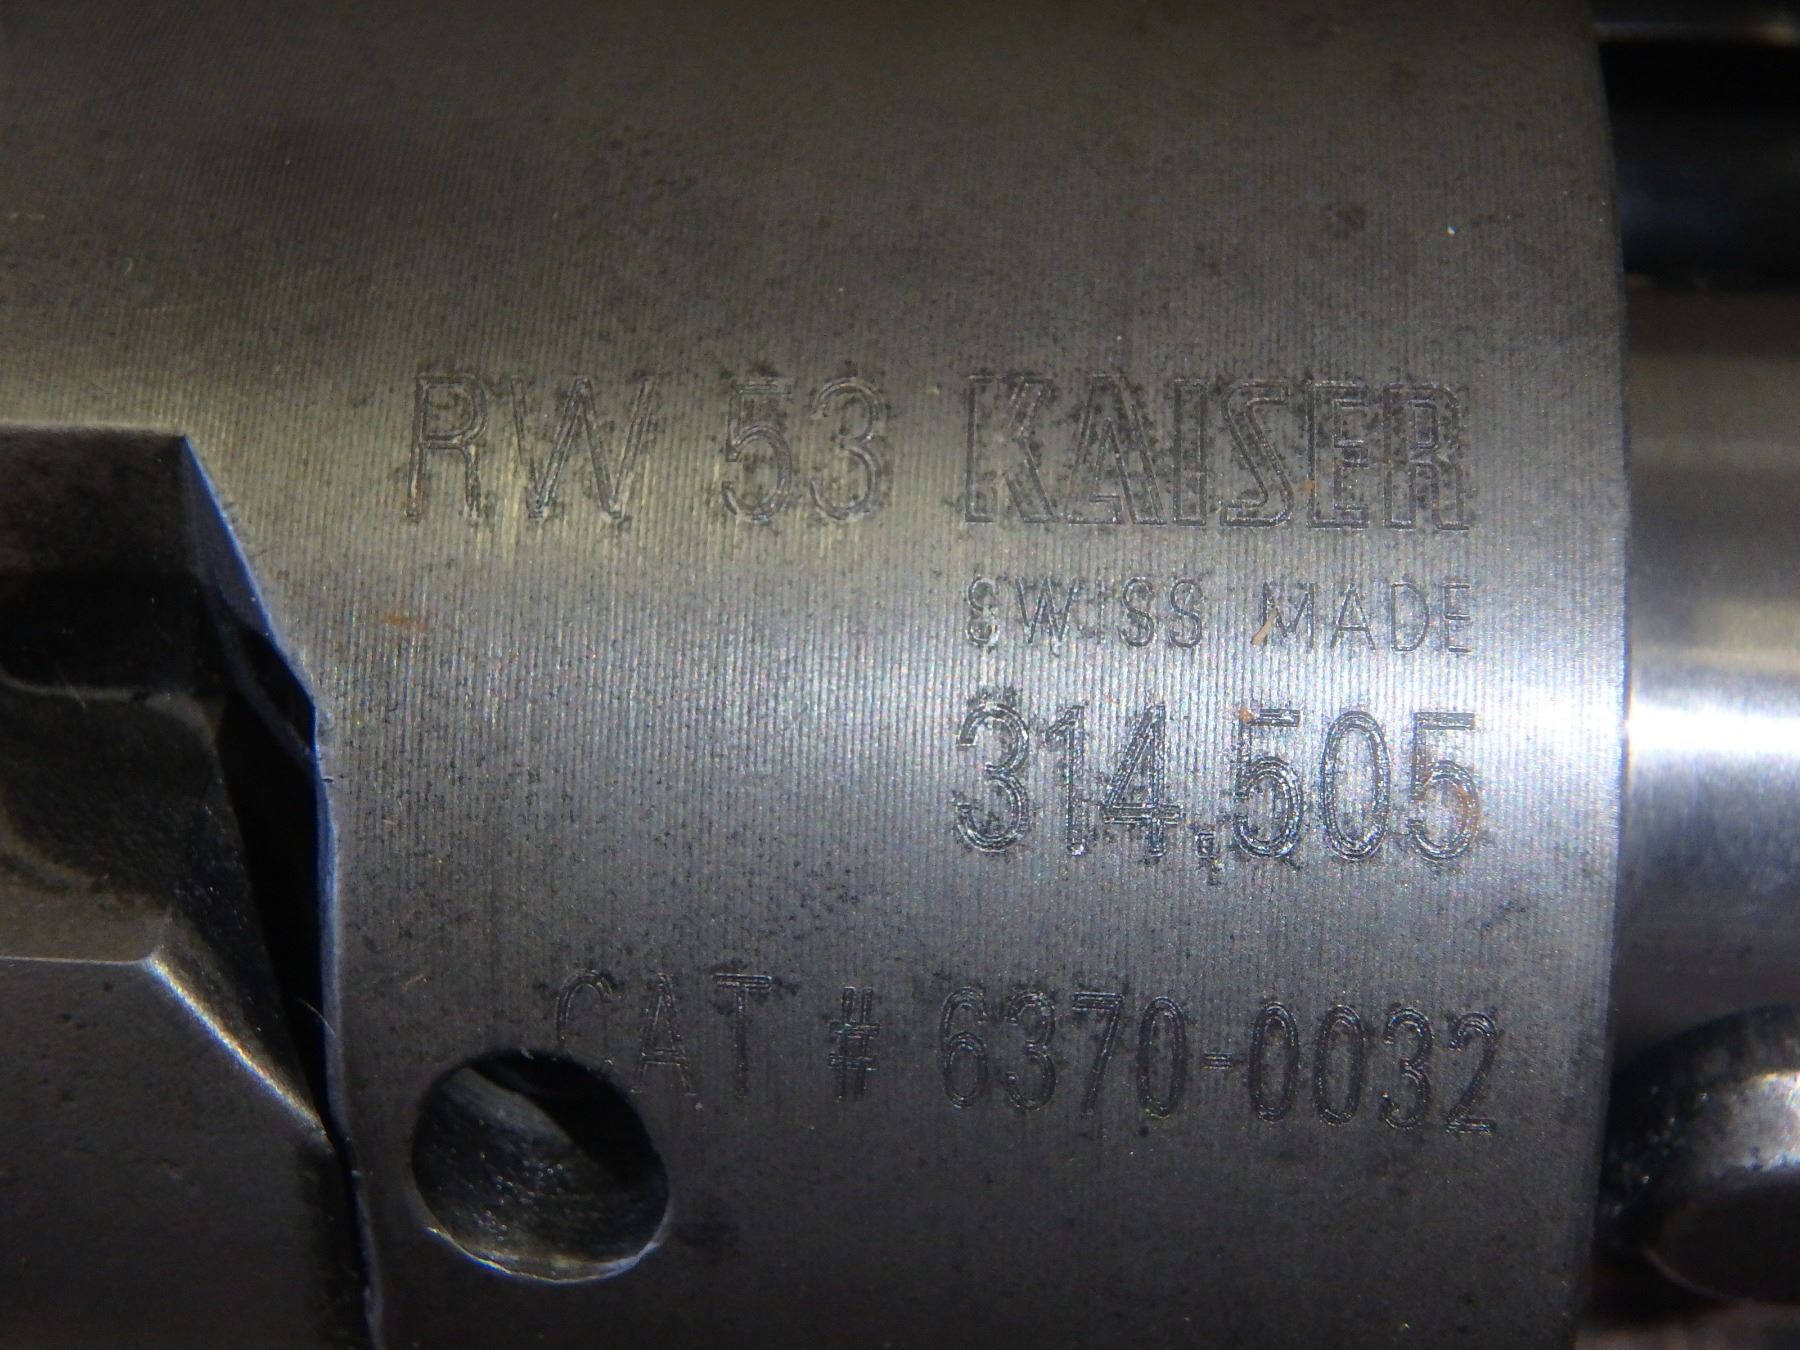 RW 53 KAISER
SWISS MADE
314.505
CAT # 6370-0032